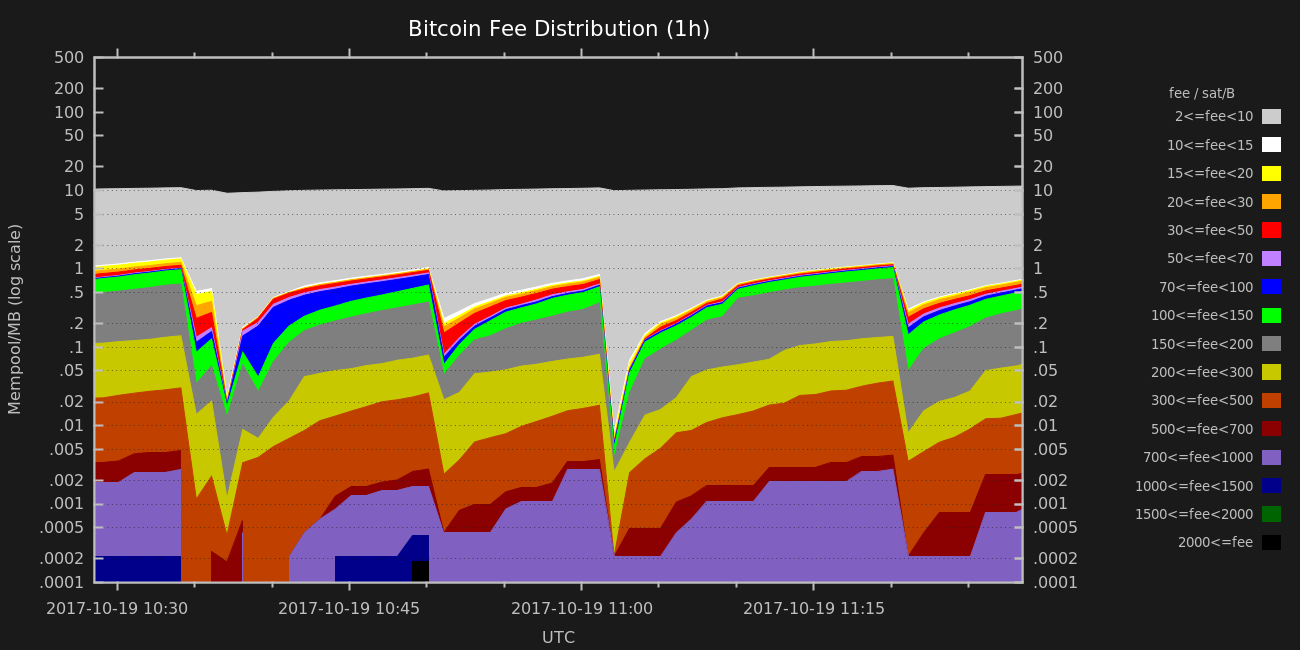 Bitcoin Fee Distribution (1h)
500 500
200 200
100 100
50 50
20 20
10 10
5 5
2 2
1 1
.5 .5
.2 .2
.1 .1
.05 .05
.02 .02
.01 .01
.005 .005
.002 .002
.001 .001
.0005 .0005
.0002 .0002
.0001 .0001
Mempool/MB (log scale)
2017-10-19 10:30 2017-10-19 10:45 2017-10-19 11:00 2017-10-19 11:15
UTC
fee / sat/B
2<=fee<10
10<=fee<15
15<=fee<20
20<=fee<30
30<=fee<50
50<=fee<70
70<=fee<100
100<=fee<150
150<=fee<200
200<=fee<300
300<=fee<500
500<=fee<700
700<=fee<1000
1000<=fee<1500
1500<=fee<2000
2000<=fee